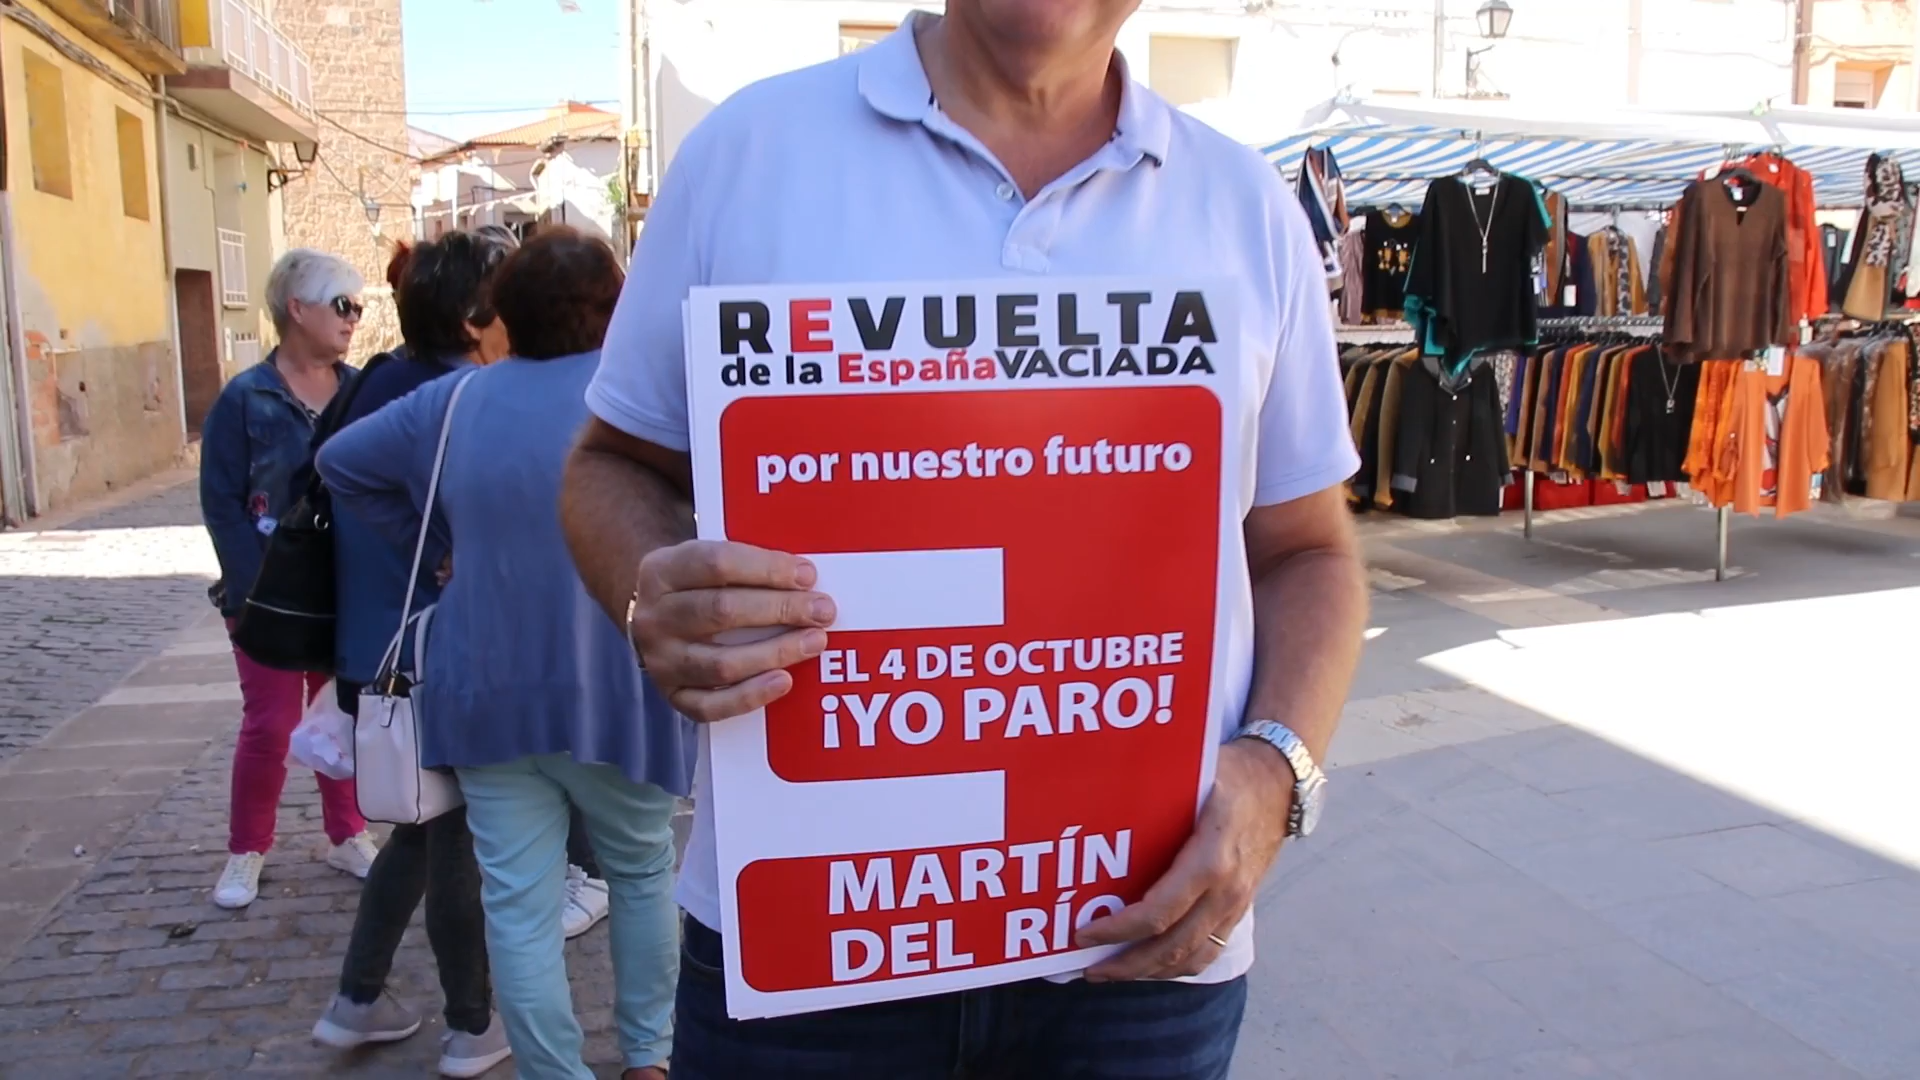 REVUELTA
de la EspañaVACIADA
por nuestro futuro
EL 4 DE OCTUBRE
¡YO PARO!
MARTÍN
DEL RÍO